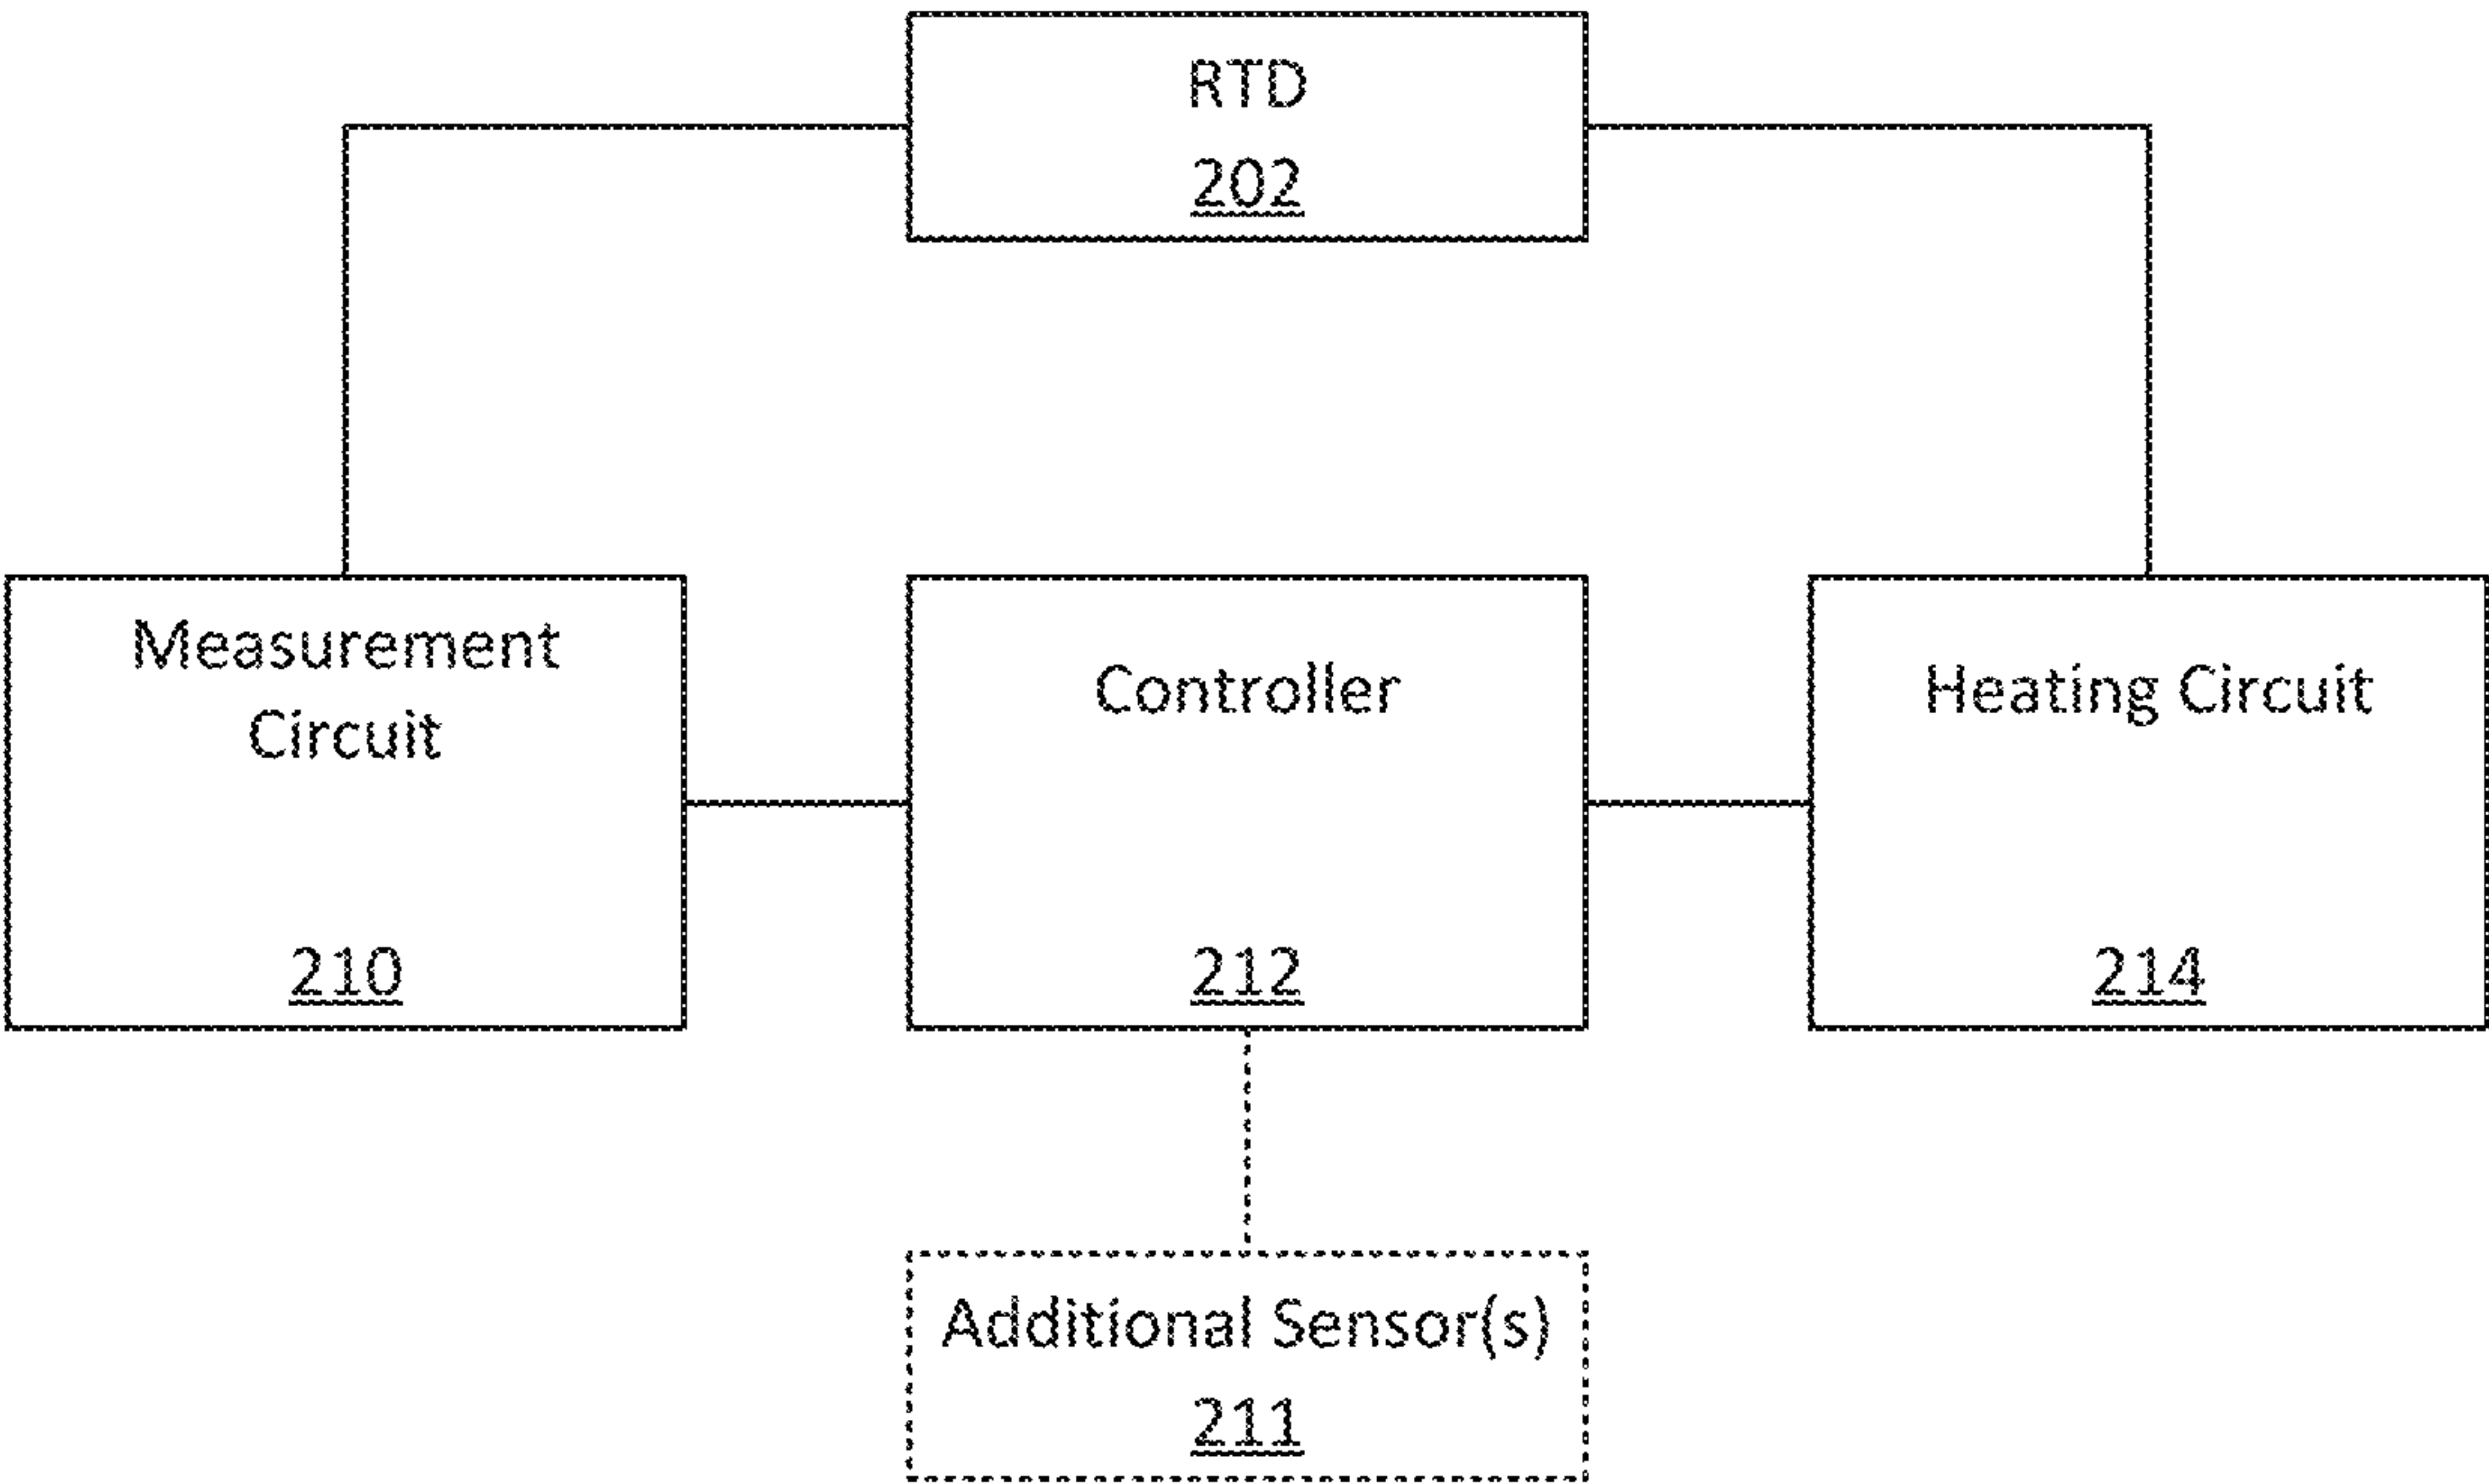 RTD
202
Measurement
Circuit
210
Controller
212
Heating Circuit
214
Additional Sensor(s)
211